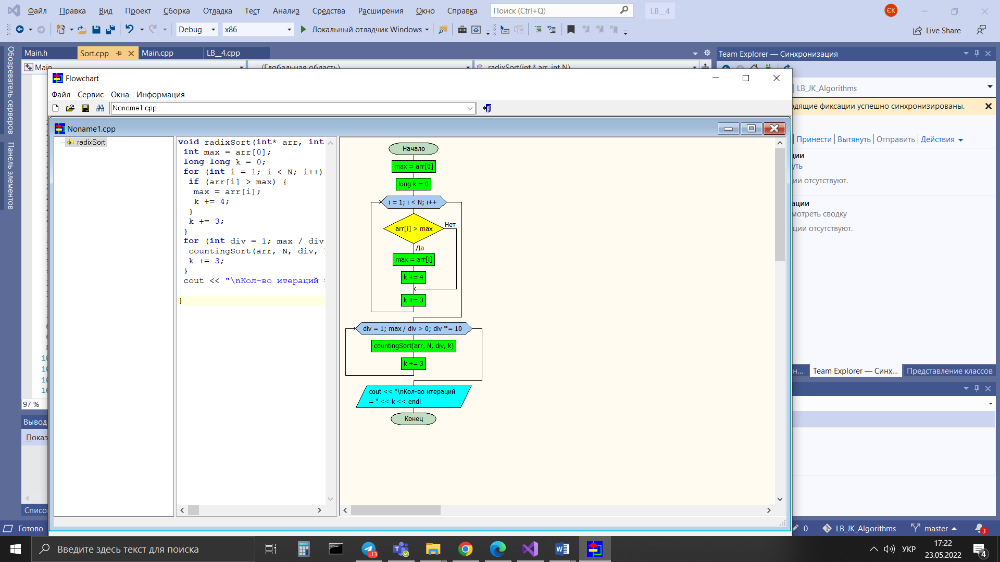 Файл Правка Вид Проект Сборка Отладка Тест Анализ Средства Расширения Окно Справка Поиск (Ctrl+Q) LB__4 ЄК
Debug x86 Локальный отладчик Windows Live Share
Обозреватель серверов
Панель элементов
Main.h Sort.cpp Main.cpp LB__4.cpp
Main (Глобальная область) radixSort(int * arr, int N)
Flowchart
Файл Сервис Окна Информация
Noname1.cpp
Noname1.cpp
radixSort
void radixSort(int* arr, int
int max = arr[0];
long long k = 0;
for (int i = 1; i < N; i++)
if (arr[i] > max) {
max = arr[i];
k += 4;
}
k += 3;
}
for (int div = 1; max / div
countingSort(arr, N, div,
k += 3;
}
cout << "\nКол-во итераций =
}
Начало
max = arr[0]
long k = 0
i = 1; i < N; i++
arr[i] > max
Нет
Да
max = arr[i]
k += 4
k += 3
div = 1; max / div > 0; div *= 10
countingSort(arr, N, div, k)
k += 3
cout << "\nКол-во итераций
= " << k << endl
Конец
Team Explorer — Синхронизация
LB_JK_Algorithms
одящие фиксации успешно синхронизированы.
Принести Вытянуть Отправить Действия
ции
уть
ии отсутствуют.
ации
мотреть сводку
ции отсутствуют.
н... Team Explorer — Синх... Представление классов
97 %
Вывод
Показ
Списо
Готово 0 LB_JK_Algorithms master 3
Введите здесь текст для поиска ..13 УКР 17:22
23.05.2022 4